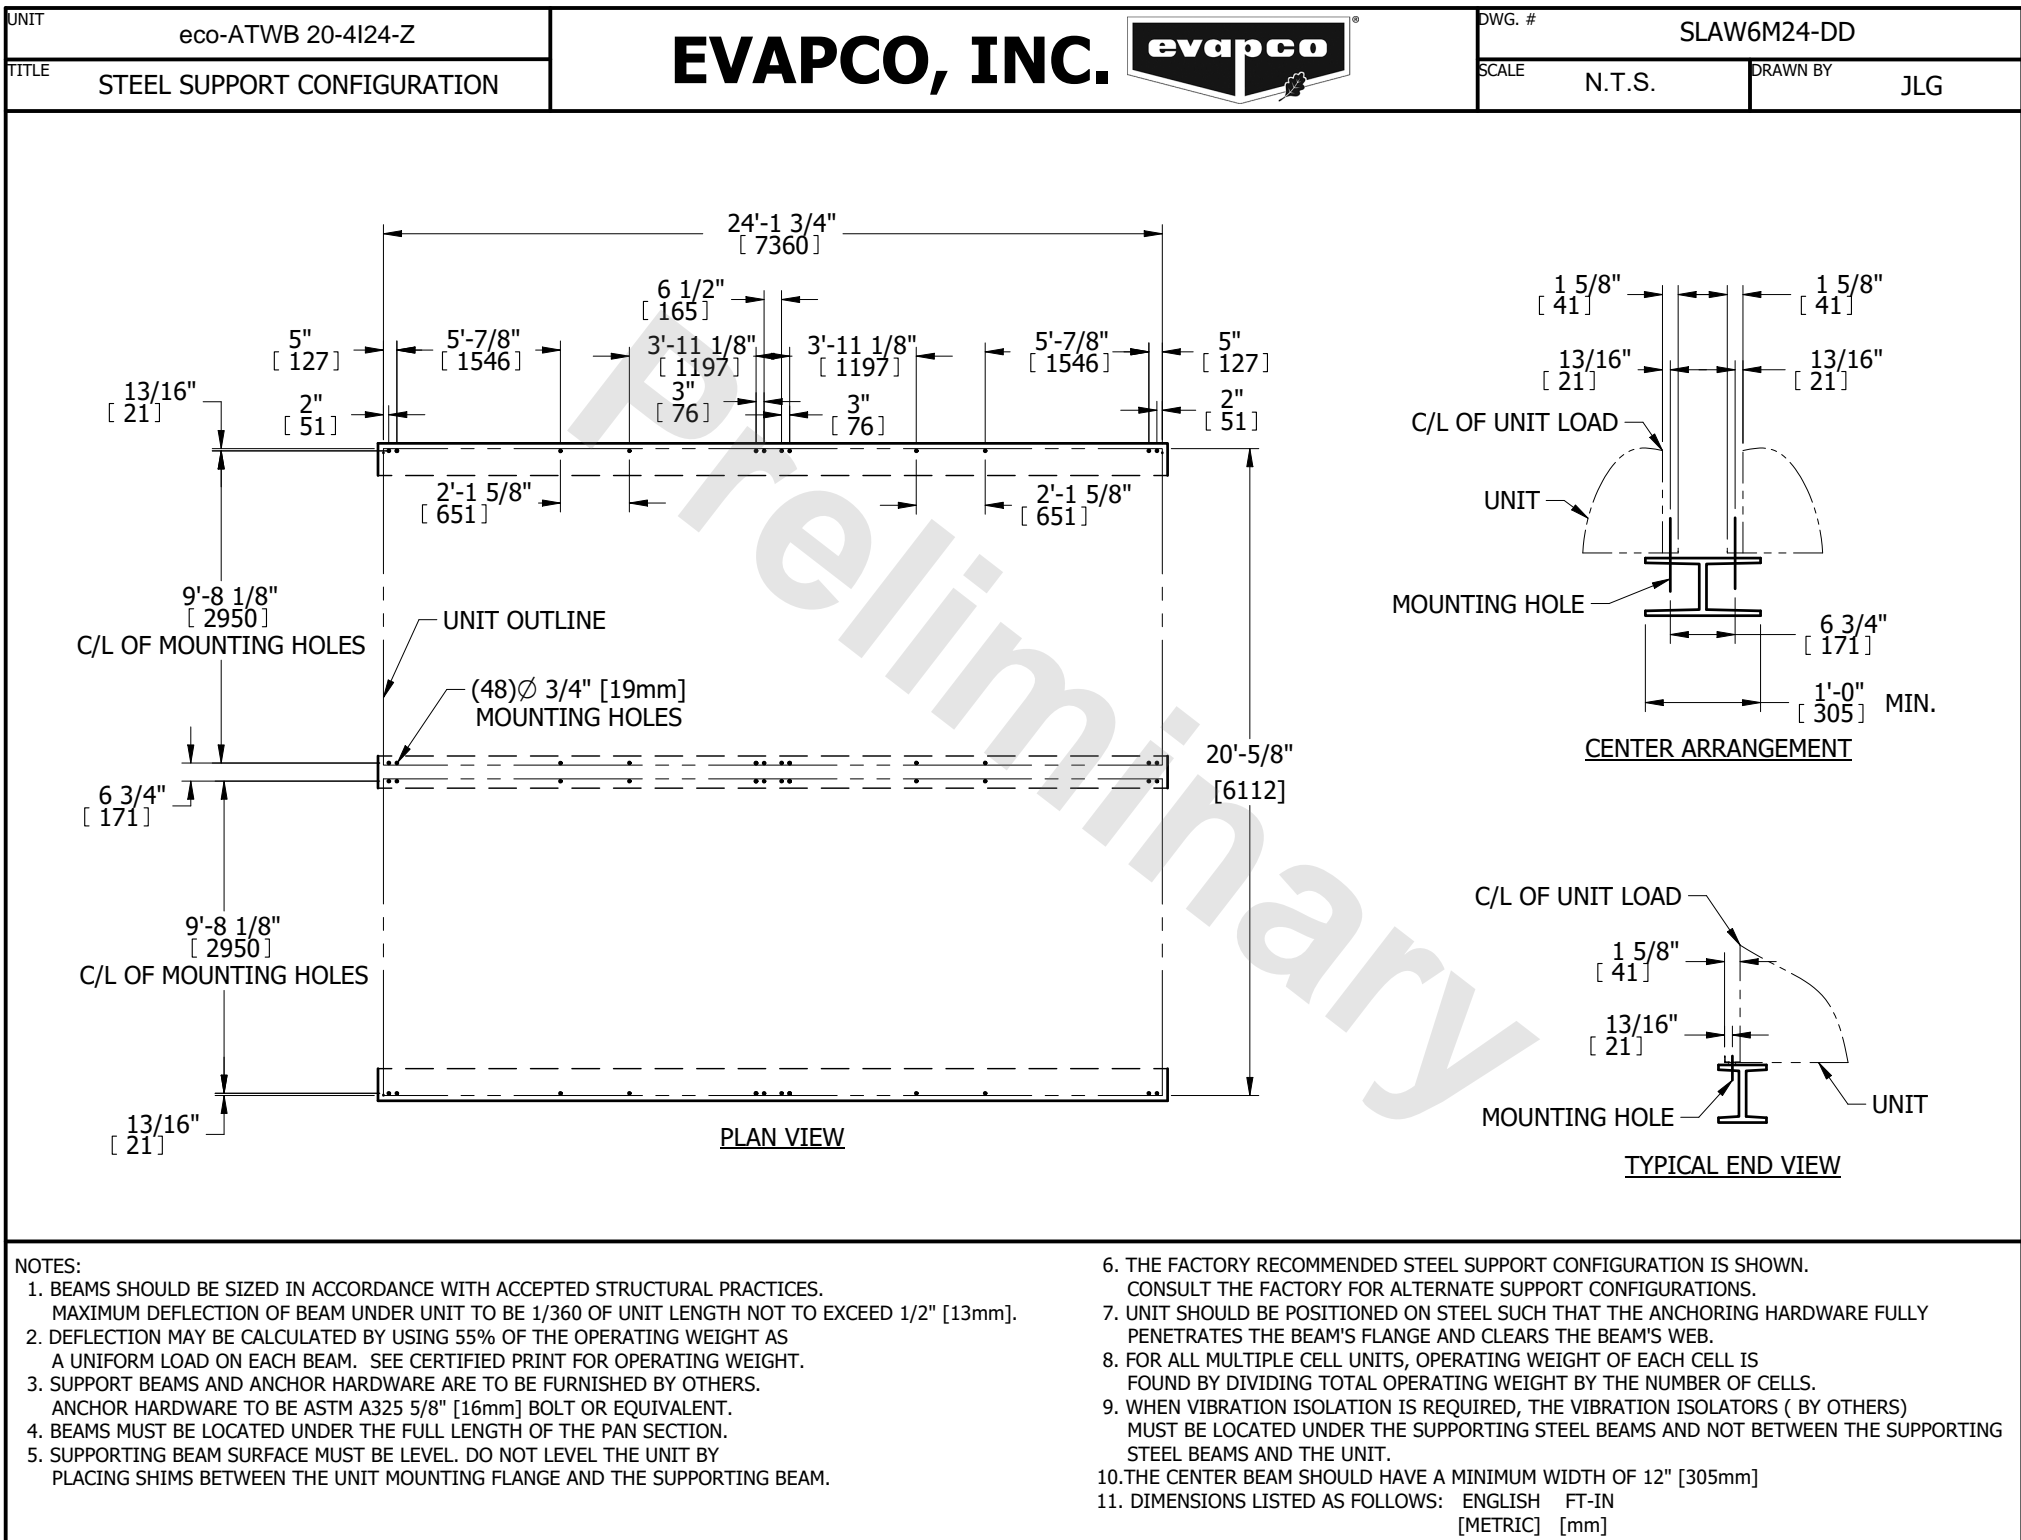 UNIT
eco-ATWB 20-4I24-Z
TITLE
STEEL SUPPORT CONFIGURATION
EVAPCO, INC.
evapco
®
DWG. #
SLAW6M24-DD
SCALE
N.T.S.
DRAWN BY
JLG
24'-1 3/4"
[ 7360]
6 1/2"
[ 165]
5"
[ 127]
5'-7/8"
[ 1546]
3'-11 1/8"
[ 1197]
3'-11 1/8"
[ 1197]
5'-7/8"
[ 1546]
5"
[ 127]
13/16"
[ 21]
2"
[ 51]
3"
[ 76]
3"
[ 76]
2"
[ 51]
2'-1 5/8"
[ 651]
2'-1 5/8"
[ 651]
9'-8 1/8"
[ 2950]
C/L OF MOUNTING HOLES
UNIT OUTLINE
(48)Ø 3/4" [19mm]
MOUNTING HOLES
6 3/4"
[ 171]
20'-5/8"
[6112]
9'-8 1/8"
[ 2950]
C/L OF MOUNTING HOLES
13/16"
[ 21]
PLAN VIEW
Preliminary
1 5/8"
[ 41]
1 5/8"
[ 41]
13/16"
[ 21]
13/16"
[ 21]
C/L OF UNIT LOAD
UNIT
MOUNTING HOLE
6 3/4"
[ 171]
1'-0"
[ 305] MIN.
CENTER ARRANGEMENT
C/L OF UNIT LOAD
1 5/8"
[ 41]
13/16"
[ 21]
MOUNTING HOLE
UNIT
TYPICAL END VIEW
NOTES:
1. BEAMS SHOULD BE SIZED IN ACCORDANCE WITH ACCEPTED STRUCTURAL PRACTICES.
MAXIMUM DEFLECTION OF BEAM UNDER UNIT TO BE 1/360 OF UNIT LENGTH NOT TO EXCEED 1/2" [13mm].
2. DEFLECTION MAY BE CALCULATED BY USING 55% OF THE OPERATING WEIGHT AS
A UNIFORM LOAD ON EACH BEAM. SEE CERTIFIED PRINT FOR OPERATING WEIGHT.
3. SUPPORT BEAMS AND ANCHOR HARDWARE ARE TO BE FURNISHED BY OTHERS.
ANCHOR HARDWARE TO BE ASTM A325 5/8" [16mm] BOLT OR EQUIVALENT.
4. BEAMS MUST BE LOCATED UNDER THE FULL LENGTH OF THE PAN SECTION.
5. SUPPORTING BEAM SURFACE MUST BE LEVEL. DO NOT LEVEL THE UNIT BY
PLACING SHIMS BETWEEN THE UNIT MOUNTING FLANGE AND THE SUPPORTING BEAM.
6. THE FACTORY RECOMMENDED STEEL SUPPORT CONFIGURATION IS SHOWN.
CONSULT THE FACTORY FOR ALTERNATE SUPPORT CONFIGURATIONS.
7. UNIT SHOULD BE POSITIONED ON STEEL SUCH THAT THE ANCHORING HARDWARE FULLY
PENETRATES THE BEAM'S FLANGE AND CLEARS THE BEAM'S WEB.
8. FOR ALL MULTIPLE CELL UNITS, OPERATING WEIGHT OF EACH CELL IS
FOUND BY DIVIDING TOTAL OPERATING WEIGHT BY THE NUMBER OF CELLS.
9. WHEN VIBRATION ISOLATION IS REQUIRED, THE VIBRATION ISOLATORS ( BY OTHERS)
MUST BE LOCATED UNDER THE SUPPORTING STEEL BEAMS AND NOT BETWEEN THE SUPPORTING
STEEL BEAMS AND THE UNIT.
10.THE CENTER BEAM SHOULD HAVE A MINIMUM WIDTH OF 12" [305mm]
11. DIMENSIONS LISTED AS FOLLOWS: ENGLISH FT-IN
[METRIC] [mm]